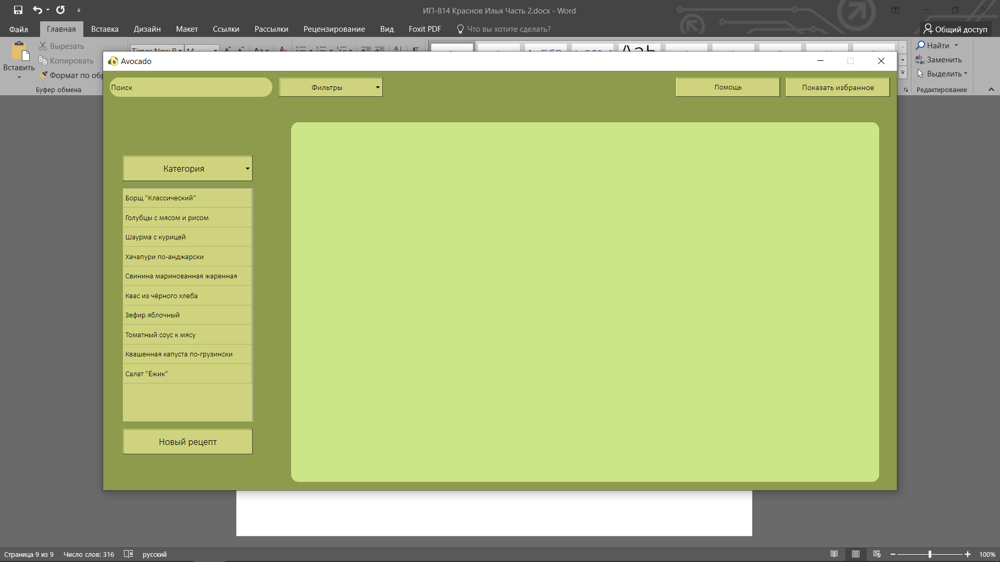 ИП-814 Краснов Илья Часть 2.docx - Word
Файл Главная Вставка Дизайн Макет Ссылки Рассылки Рецензирование Вид Foxit PDF Что вы хотите сделать? Общий доступ
Вставить
Вырезать
Копировать
Формат по обр
Буфер обмена
Times New R 14
Найти
Заменить
Выделить
Редактирование
Avocado
Поиск
Фильтры
Помощь
Показать избранное
Категория
Борщ "Классический"
Голубцы с мясом и рисом
Шаурма с курицей
Хачапури по-анджарски
Свинина маринованная жаренная
Квас из чёрного хлеба
Зефир яблочный
Томатный соус к мясу
Квашенная капуста по-грузински
Салат "Ёжик"
Новый рецепт
Страница 9 из 9 Число слов: 316 русский 100%